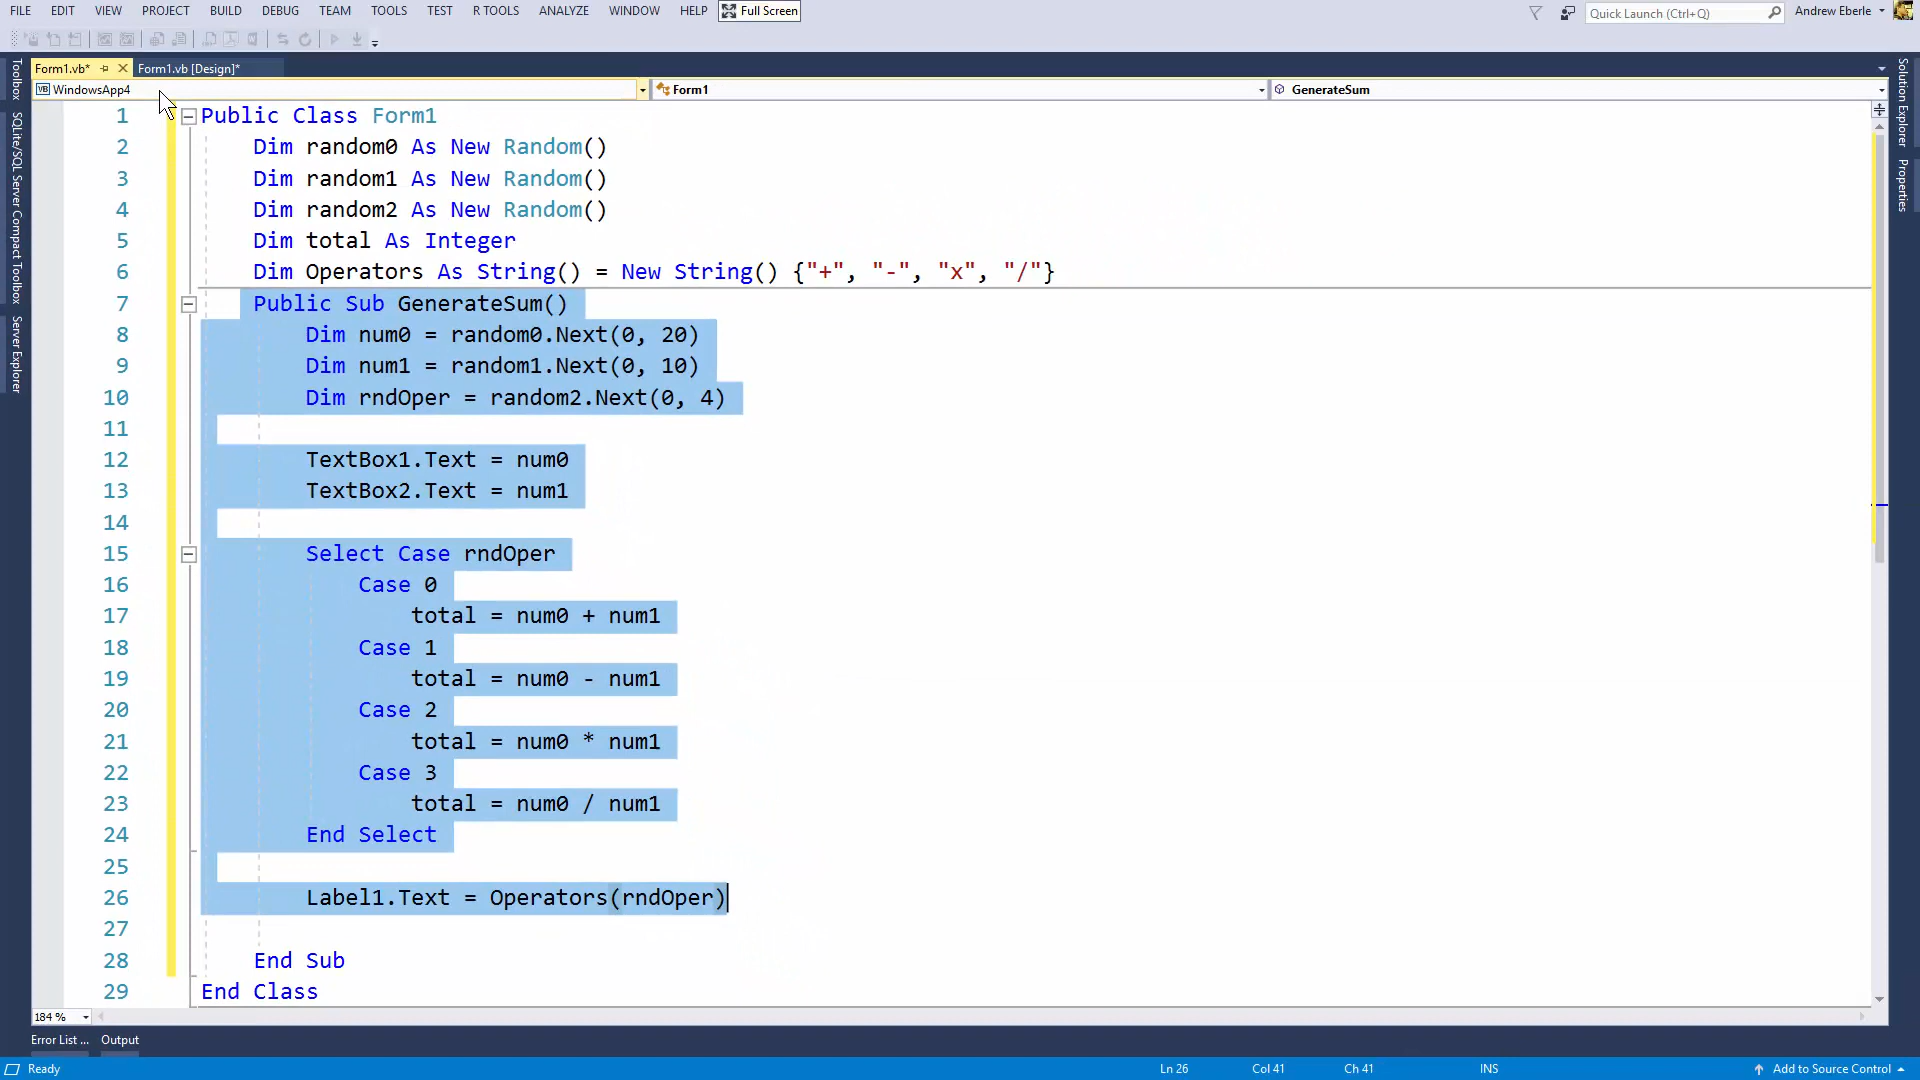 FILE EDIT VIEW PROJECT BUILD DEBUG TEAM TOOLS TEST R TOOLS ANALYZE WINDOW HELP Full Screen Quick Launch (Ctrl+Q) Andrew Eberle
Form1.vb* Form1.vb [Design]*
VB WindowsApp4 Form1 GenerateSum
Toolbox
SQLite/SQL Server Compact Toolbox
Server Explorer
Solution Explorer
Properties
1 Public Class Form1
2 Dim random0 As New Random()
3 Dim random1 As New Random()
4 Dim random2 As New Random()
5 Dim total As Integer
6 Dim Operators As String() = New String() {"+", "-", "x", "/"}
7 Public Sub GenerateSum()
8 Dim num0 = random0.Next(0, 20)
9 Dim num1 = random1.Next(0, 10)
10 Dim rndOper = random2.Next(0, 4)
11
12 TextBox1.Text = num0
13 TextBox2.Text = num1
14
15 Select Case rndOper
16 Case 0
17 total = num0 + num1
18 Case 1
19 total = num0 - num1
20 Case 2
21 total = num0 * num1
22 Case 3
23 total = num0 / num1
24 End Select
25
26 Label1.Text = Operators(rndOper)
27
28 End Sub
29 End Class
184 %
Error List ... Output
Ready Ln 26 Col 41 Ch 41 INS Add to Source Control